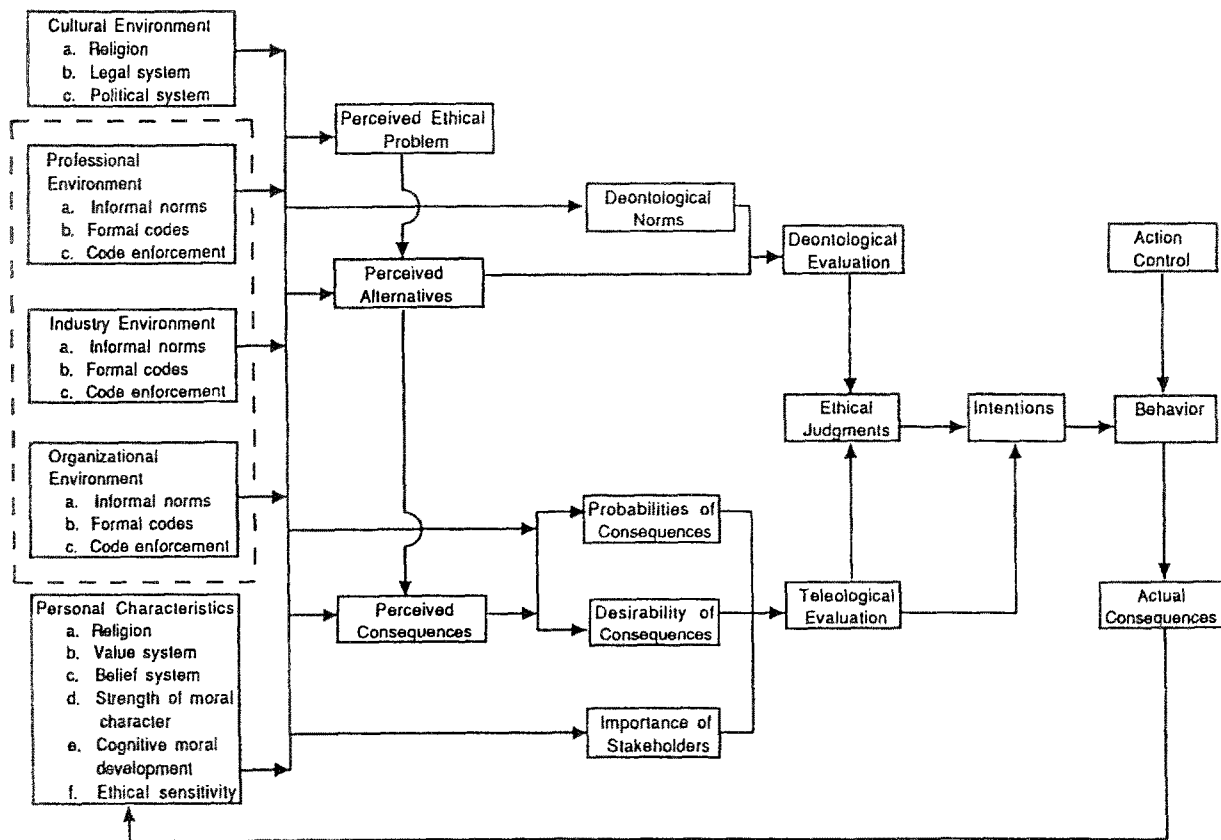 Cultural Environment
a. Religion
b. Legal system
c. Political system
Professional
Environment
a. Informal norms
b. Formal codes
c. Code enforcement
Industry Environment
a. Informal norms
b. Formal codes
c. Code enforcement
Organizational
Environment
a. Informal norms
b. Formal codes
c. Code enforcement
Personal Characteristics
a. Religion
b. Value system
c. Belief system
d. Strength of moral
character
e. Cognitive moral
development
f. Ethical sensitivity
Perceived Ethical
Problem
Perceived
Alternatives
Perceived
Consequences
Deontological
Norms
Probabilities of
Consequences
Desirability of
Consequences
Importance of
Stakeholders
Deontological
Evaluation
Ethical
Judgments
Teleological
Evaluation
Intentions
Action
Control
Behavior
Actual
Consequences